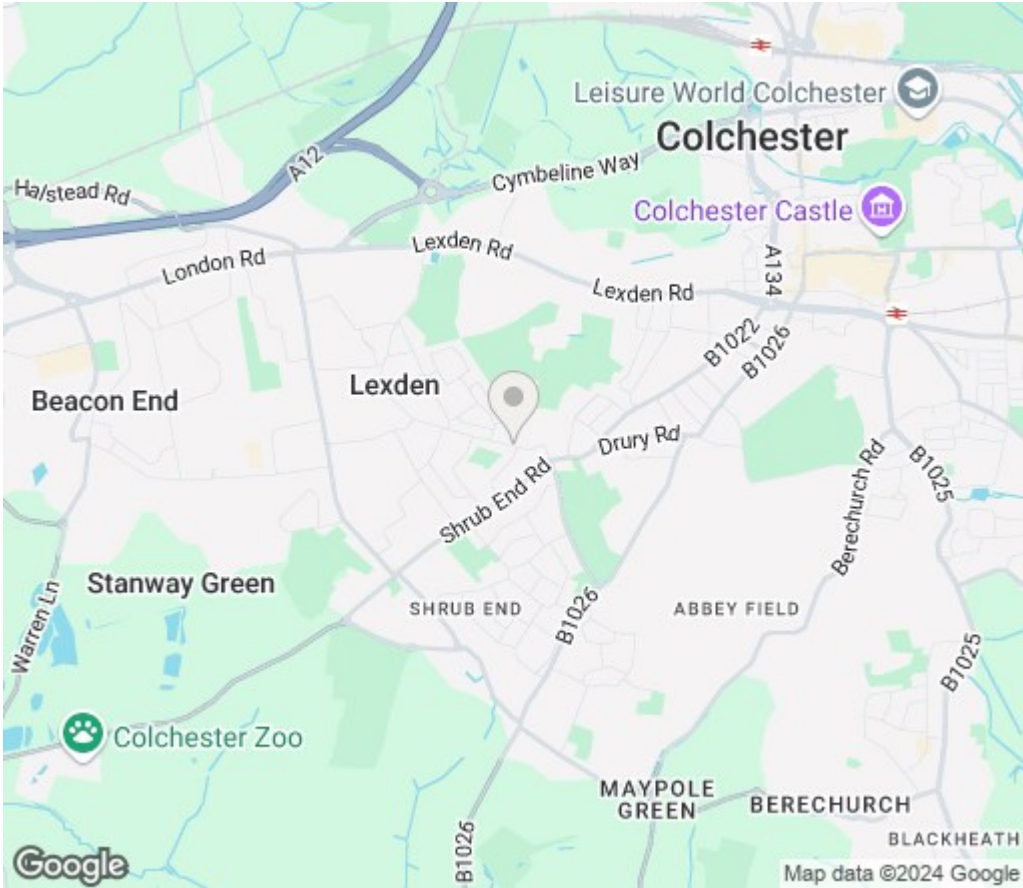 Leisure World Colchester
Colchester
A12
Cymbeline Way
Ha/stead Rd
Colchester Castle
Lexden Rd
London Rd
A134
Lexden Rd
B1022
B1026
Lexden
Beacon End
Drury Rd
Berechurch Rd
B1025
Shrub End Rd
Stanway Green
SHRUB END
B1026
ABBEY FIELD
Warren Ln
B1025
Colchester Zoo
MAYPOLE
GREEN
BERECHURCH
B1026
BLACKHEATH
Google
Map data ©2024 Google